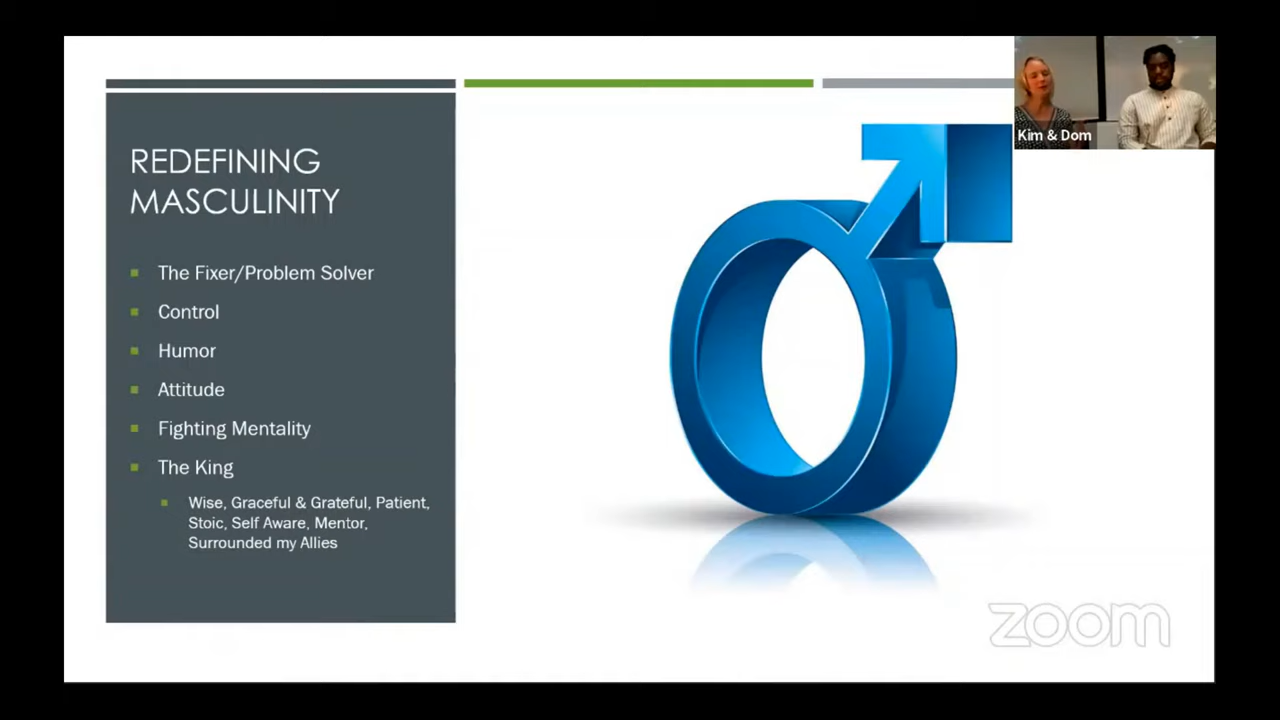 Kim & Dom
REDEFINING
MASCULINITY
The Fixer/Problem Solver
Control
Humor
Attitude
Fighting Mentality
The King
Wise, Graceful & Grateful, Patient,
Stoic, Self Aware, Mentor,
Surrounded my Allies
zoom